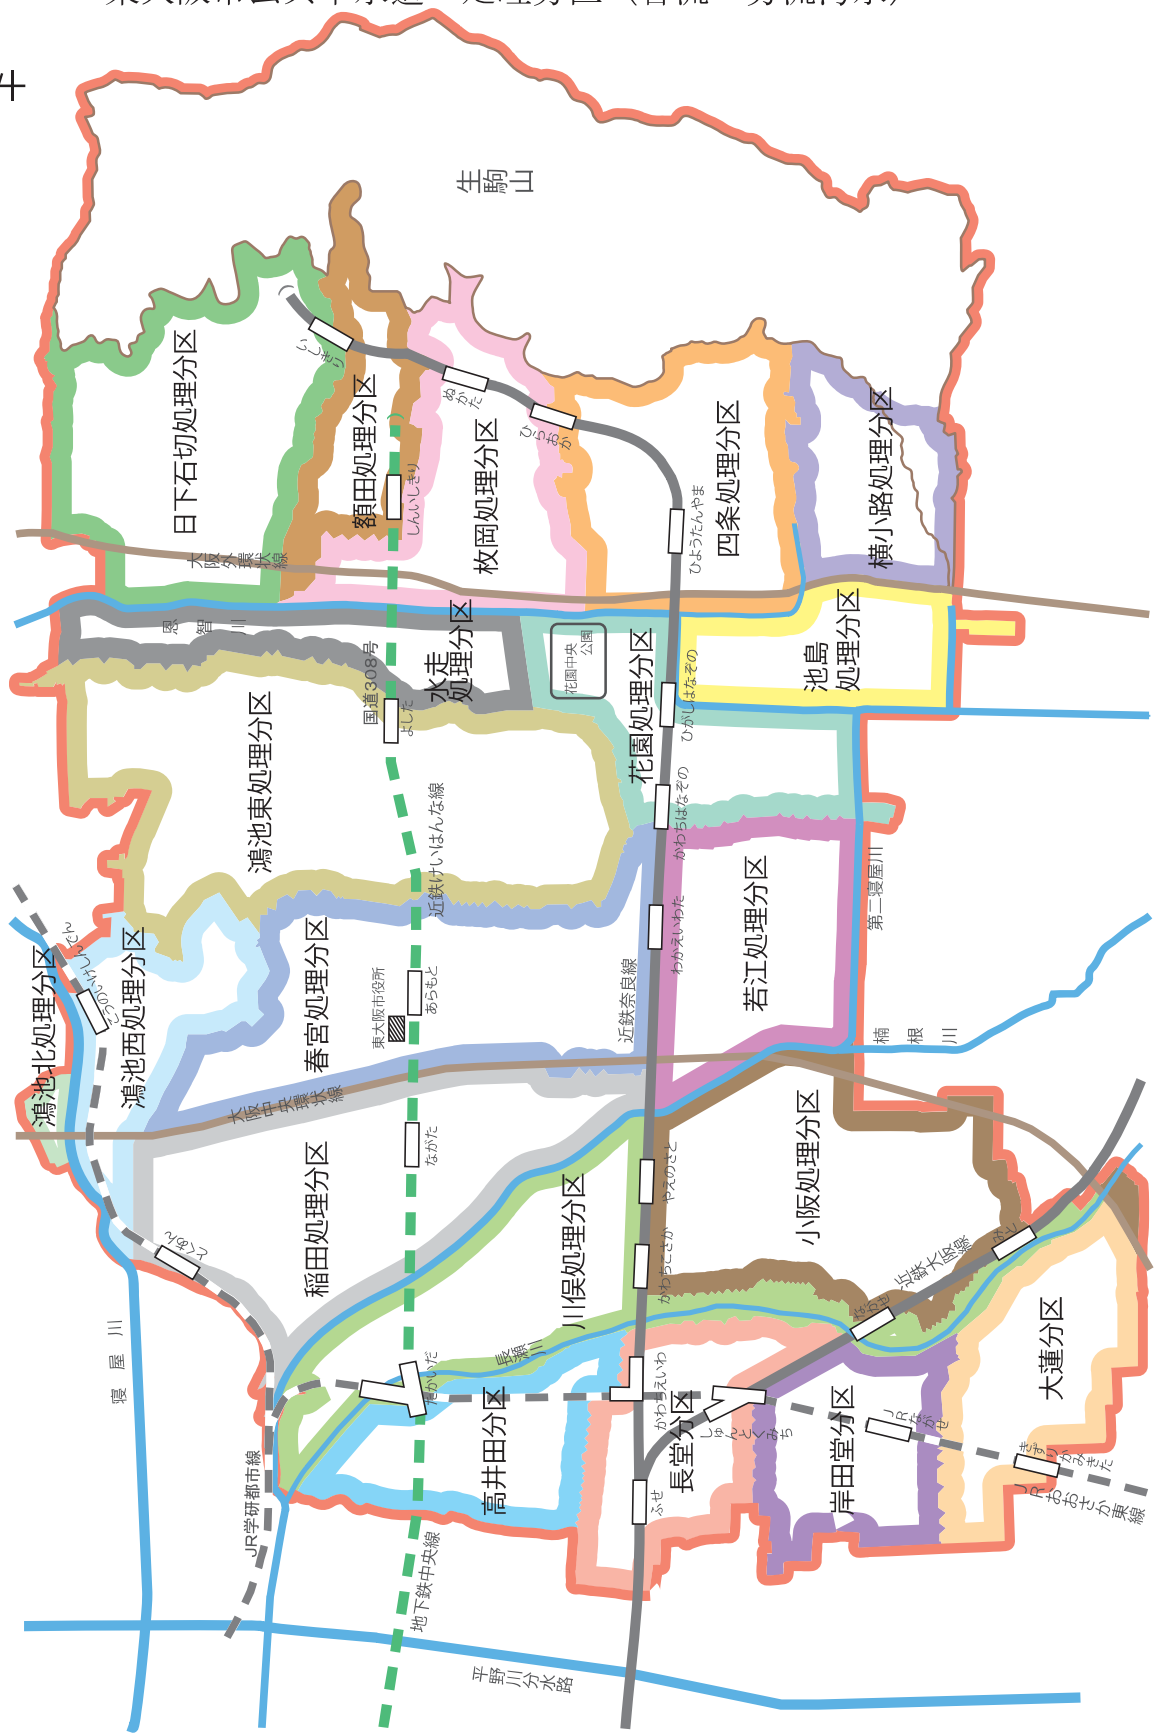 生駒山
日下石切処理分区
いしきり
額田処理分区
ぬかた
枚岡処理分区
ひらおか
しんいしきり
四条処理分区
横小路処理分区
ひょうたんやま
大阪外環状線
恩智川
国道308号
水走
処理分区
よした
花園中央
公園
花園処理分区
池島
処理分区
ひがしはなぞの
鴻池東処理分区
近鉄けいはんな線
かわちはなぞの
若江処理分区
第二寝屋川
わかえいわた
鴻池北処理分区
こうのいけしんでん
鴻池西処理分区
春宮処理分区
東大阪市役所
あらもと
近鉄奈良線
楠根川
大阪中央環状線
ながた
稲田処理分区
川俣処理分区
やえのさと
小阪処理分区
かわちこさか
とくあん
寝屋川
近鉄大阪線
みと
ながせ
大蓮分区
長瀬川
たかいだ
かわちえいわ
高井田分区
長堂分区
しゅんとくみち
岸田堂分区
JRながせ
きずりかみきた
JRおおさか東線
JR学研都市線
ふせ
地下鉄中央線
平野川分水路